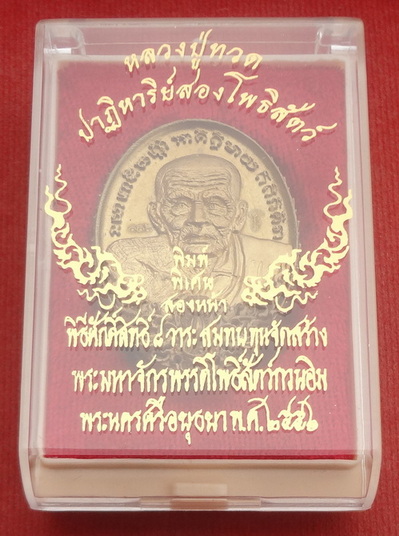 หลวงปู่ทวด
ปาฏิหาริย์สองโพธิสัตว์
พิมพ์
พิเศษ
สองหน้า
พิธีศักดิ์สิทธิ์ ๘ วาระ สมทบทุนจัดสร้าง
พระมหาจักรพรรดิโพธิสัตว์กวนอิม
พระนครศรีอยุธยา พ.ศ. ๒๕๕๒